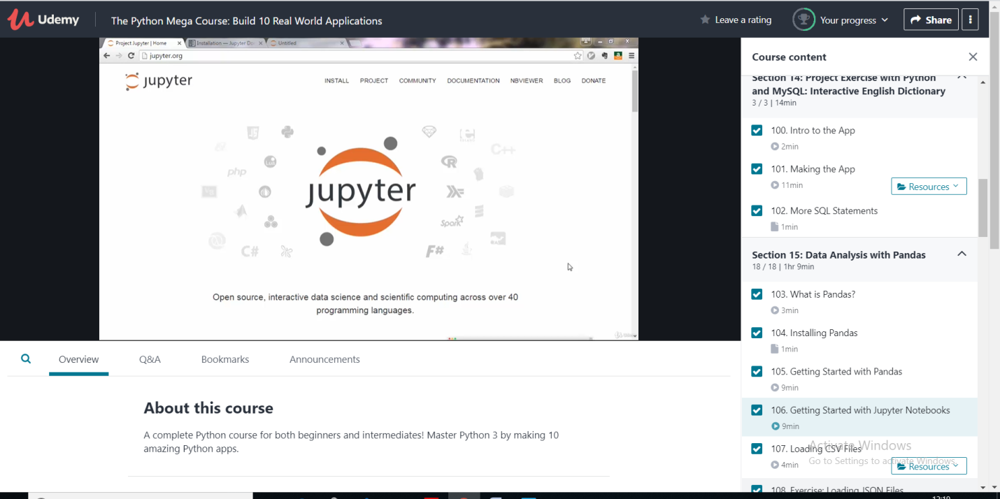 Udemy
The Python Mega Course: Build 10 Real World Applications
Leave a rating
Your progress
Share
Project Jupyter | Home
Installation — Jupyter Do
Untitled
jupyter.org
jupyter
INSTALL PROJECT COMMUNITY DOCUMENTATION NBVIEWER BLOG DONATE
JS
php
C++
R
jupyter
Spark
C#
F#
Open source, interactive data science and scientific computing across over 40
programming languages.
Overview
Q&A
Bookmarks
Announcements
About this course
A complete Python course for both beginners and intermediates! Master Python 3 by making 10
amazing Python apps.
Course content
Section 14: Project Exercise with Python
and MySQL: Interactive English Dictionary
3 / 3 | 14min
100. Intro to the App
2min
101. Making the App
11min
Resources
102. More SQL Statements
1min
Section 15: Data Analysis with Pandas
18 / 18 | 1hr 9min
103. What is Pandas?
3min
104. Installing Pandas
1min
105. Getting Started with Pandas
9min
106. Getting Started with Jupyter Notebooks
9min
107. Loading CSV Files
4min
Resources
Activate Windows
Go to Settings to activate Windows.
108. Exercise: Loading JSON Files
12:19